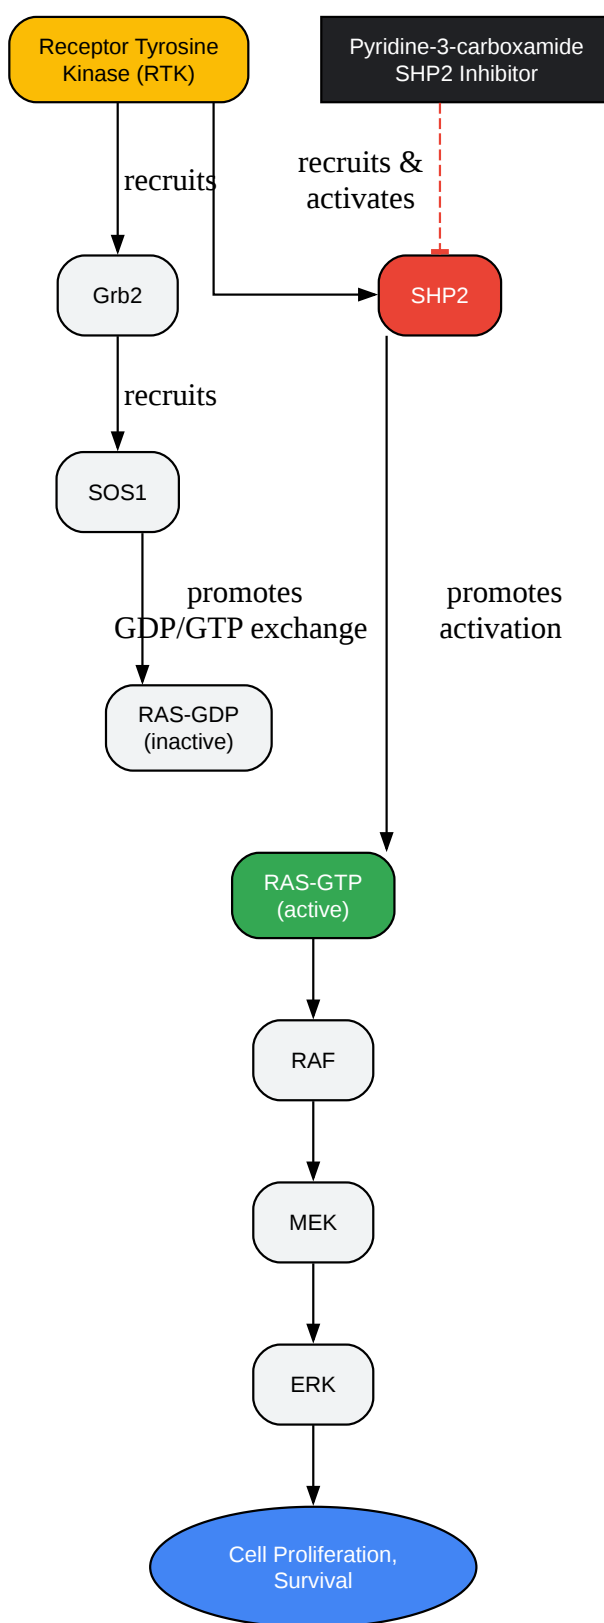 Receptor Tyrosine
Kinase (RTK)
Pyridine-3-carboxamide
SHP2 Inhibitor
recruits
recruits &
activates
Grb2
SHP2
recruits
SOS1
promotes
GDP/GTP exchange
promotes
activation
RAS-GDP
(inactive)
RAS-GTP
(active)
RAF
MEK
ERK
Cell Proliferation,
Survival